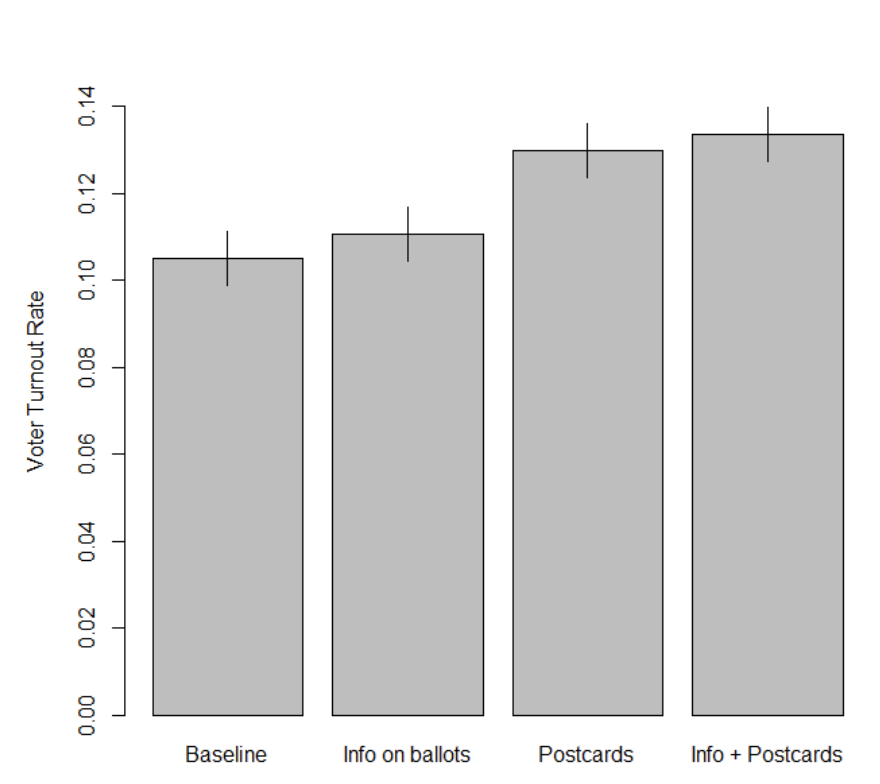 Voter Turnout Rate
0.14
0.12
0.10
0.08
0.06
0.04
0.02
0.00
Baseline
Info on ballots
Postcards
Info + Postcards